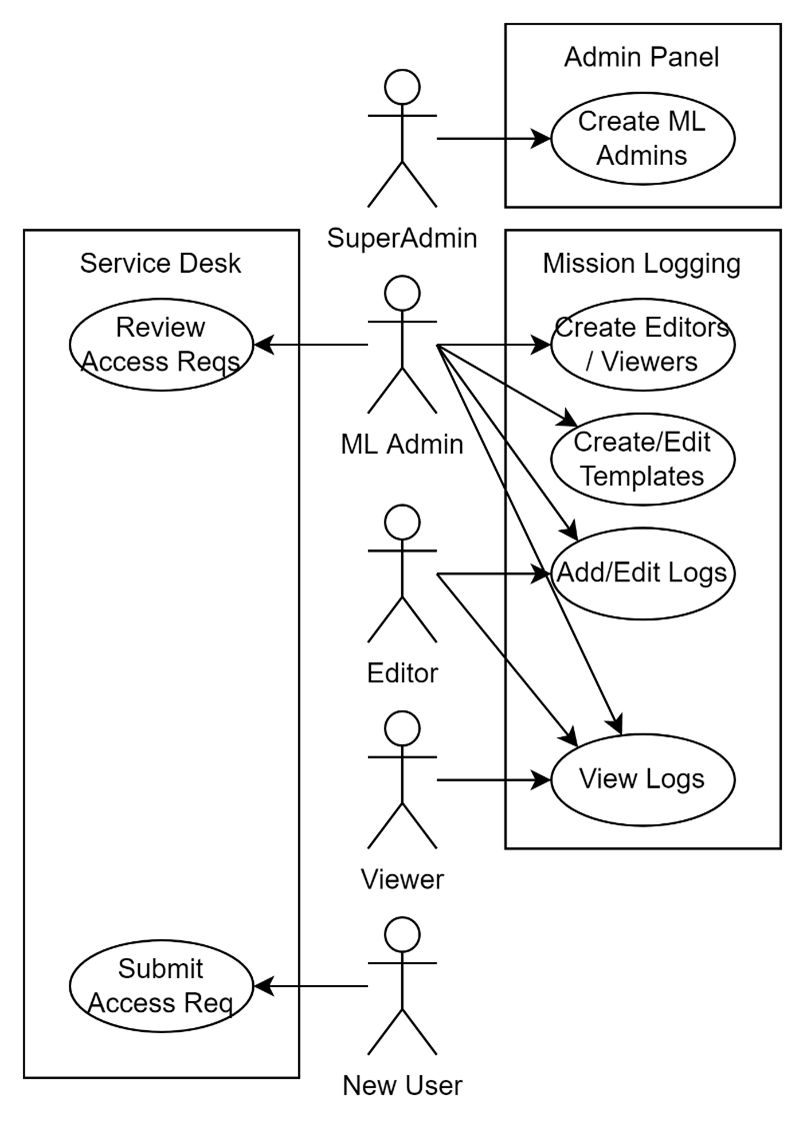 Admin Panel
Create ML
Admins
SuperAdmin
Service Desk
Review
Access Reqs
ML Admin
Mission Logging
Create Editors
/ Viewers
Create/Edit
Templates
Add/Edit Logs
Editor
View Logs
Viewer
Submit
Access Req
New User